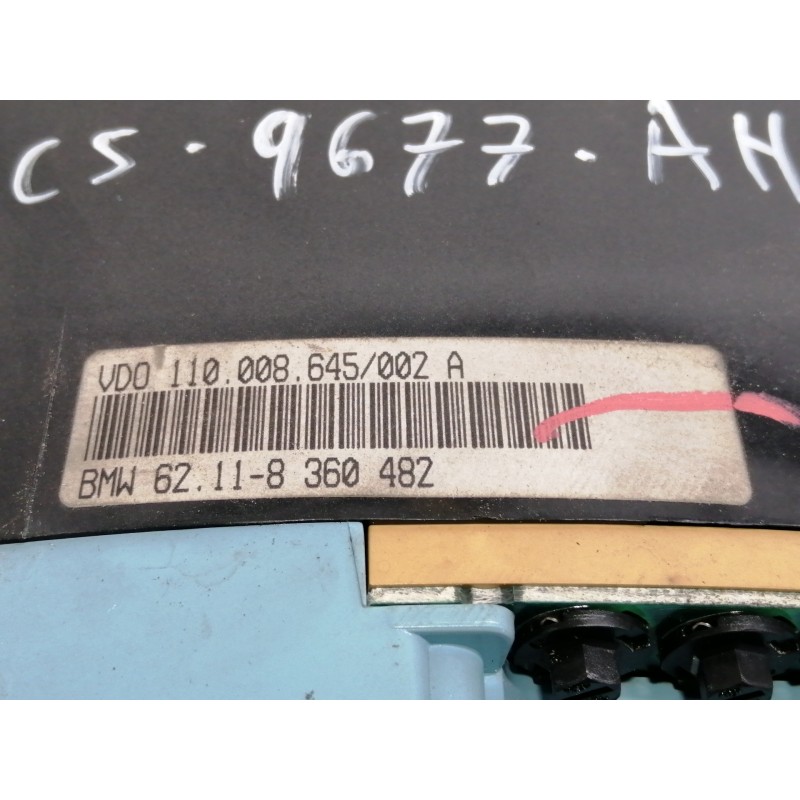 CS-9677-AH
VDO 110.008.645/002 A
BMW 62.11-8 360 482